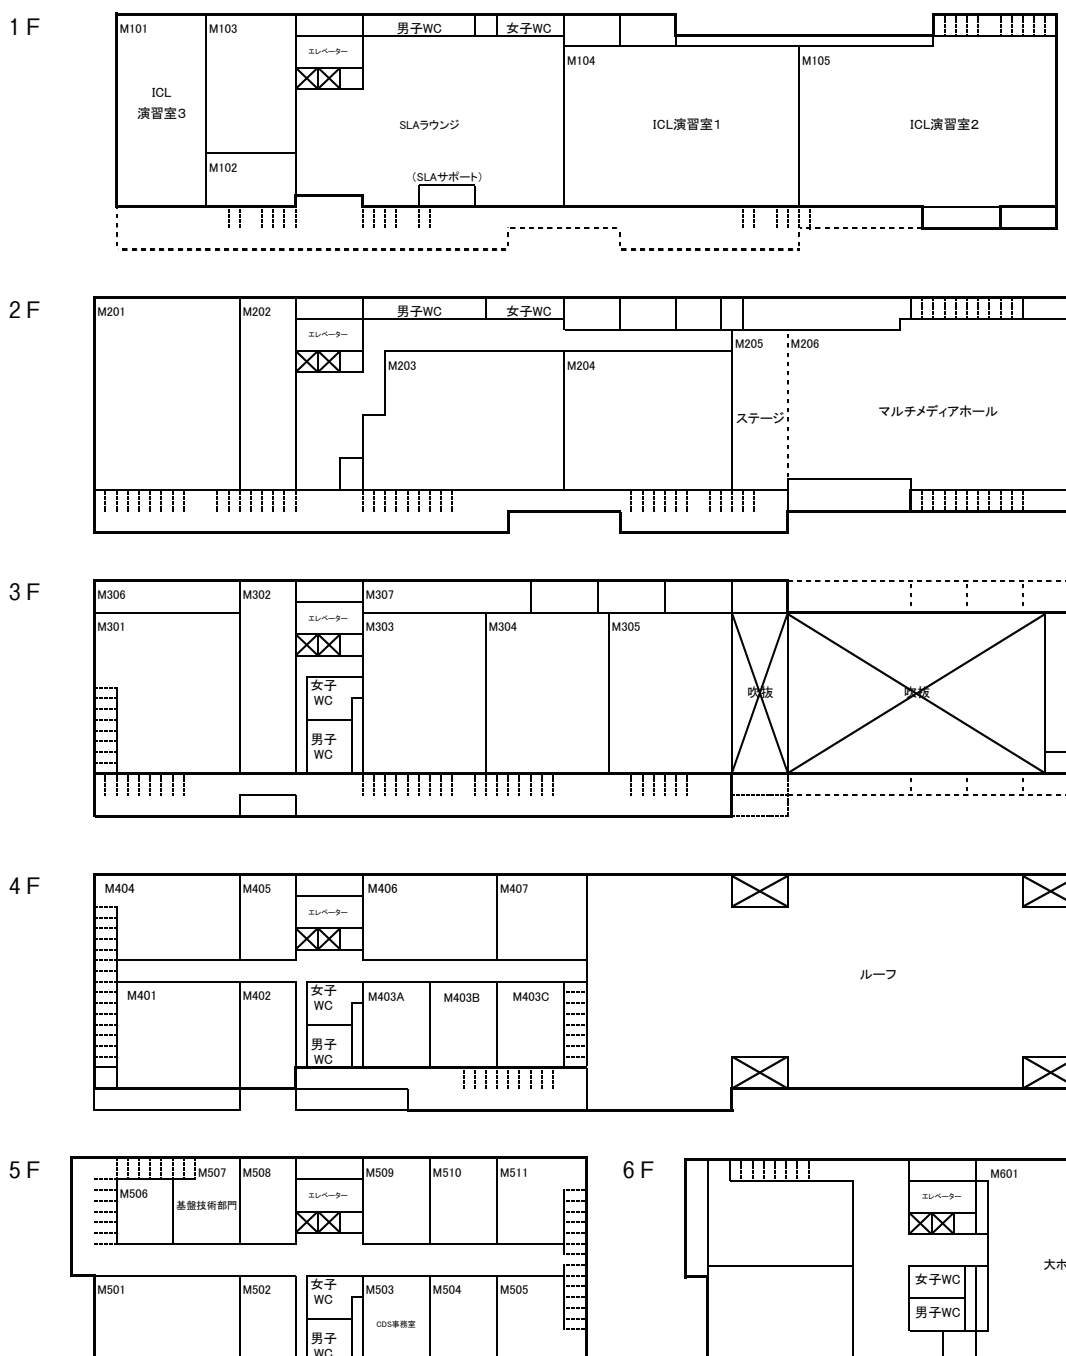 1F
M101
M103
男子WC
女子WC
エレベーター
M104
M105
ICL
演習室3
SLAラウンジ
ICL演習室1
ICL演習室2
M102
(SLAサポート)
2F
M201
M202
男子WC
女子WC
エレベーター
M203
M204
M205
M206
ステージ
マルチメディアホール
3F
M306
M302
M307
エレベーター
M301
M303
M304
M305
女子
WC
吹抜
吹抜
男子
WC
4F
M404
M405
M406
M407
エレベーター
ルーフ
M401
M402
女子
WC
M403A
M403B
M403C
男子
WC
5F
M507
M508
M509
M510
M511
M506
基盤技術部門
エレベーター
M501
M502
女子
WC
M503
M504
M505
CDS事務室
男子
WC
6F
M601
エレベーター
大ホ
女子WC
男子WC